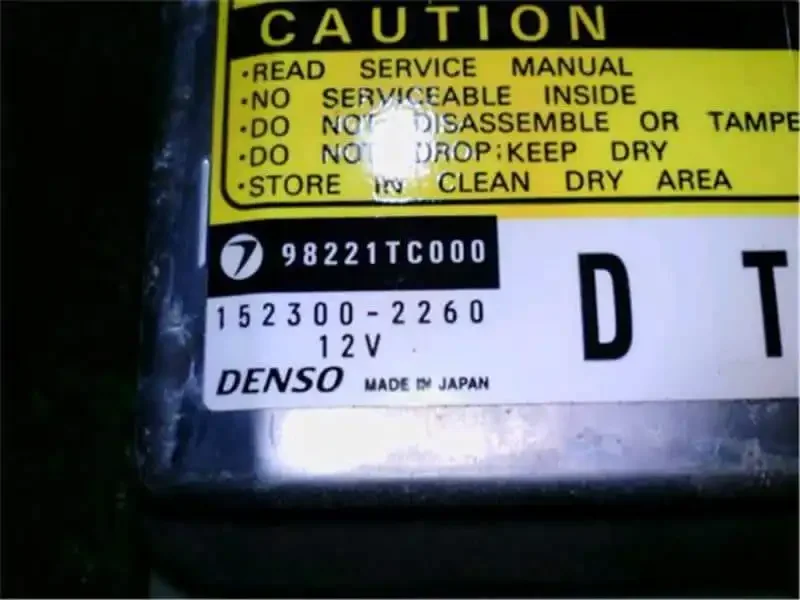 CAUTION
·READ SERVICE MANUAL
·NO SERVICEABLE INSIDE
·DO NOT DISASSEMBLE OR TAMPE
·DO NOT DROP;KEEP DRY
·STORE IN CLEAN DRY AREA
98221TC000
152300-2260
D T
12V
DENSO MADE IN JAPAN